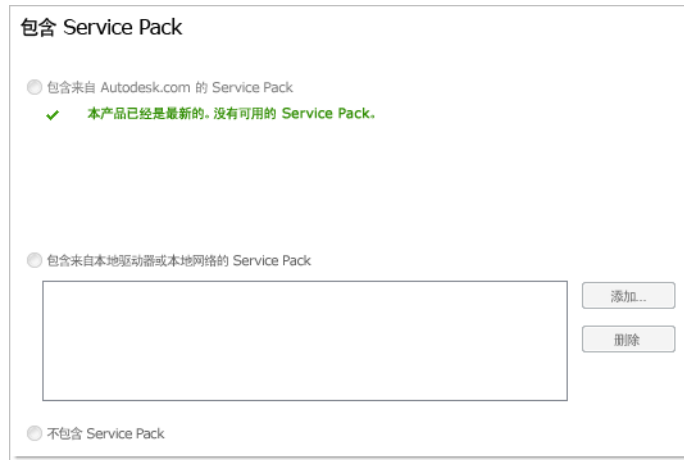 包含 Service Pack
包含来自 Autodesk.com 的 Service Pack
本产品已经是最新的。没有可用的 Service Pack。
包含来自本地驱动器或本地网络的 Service Pack
添加...
删除
不包含 Service Pack